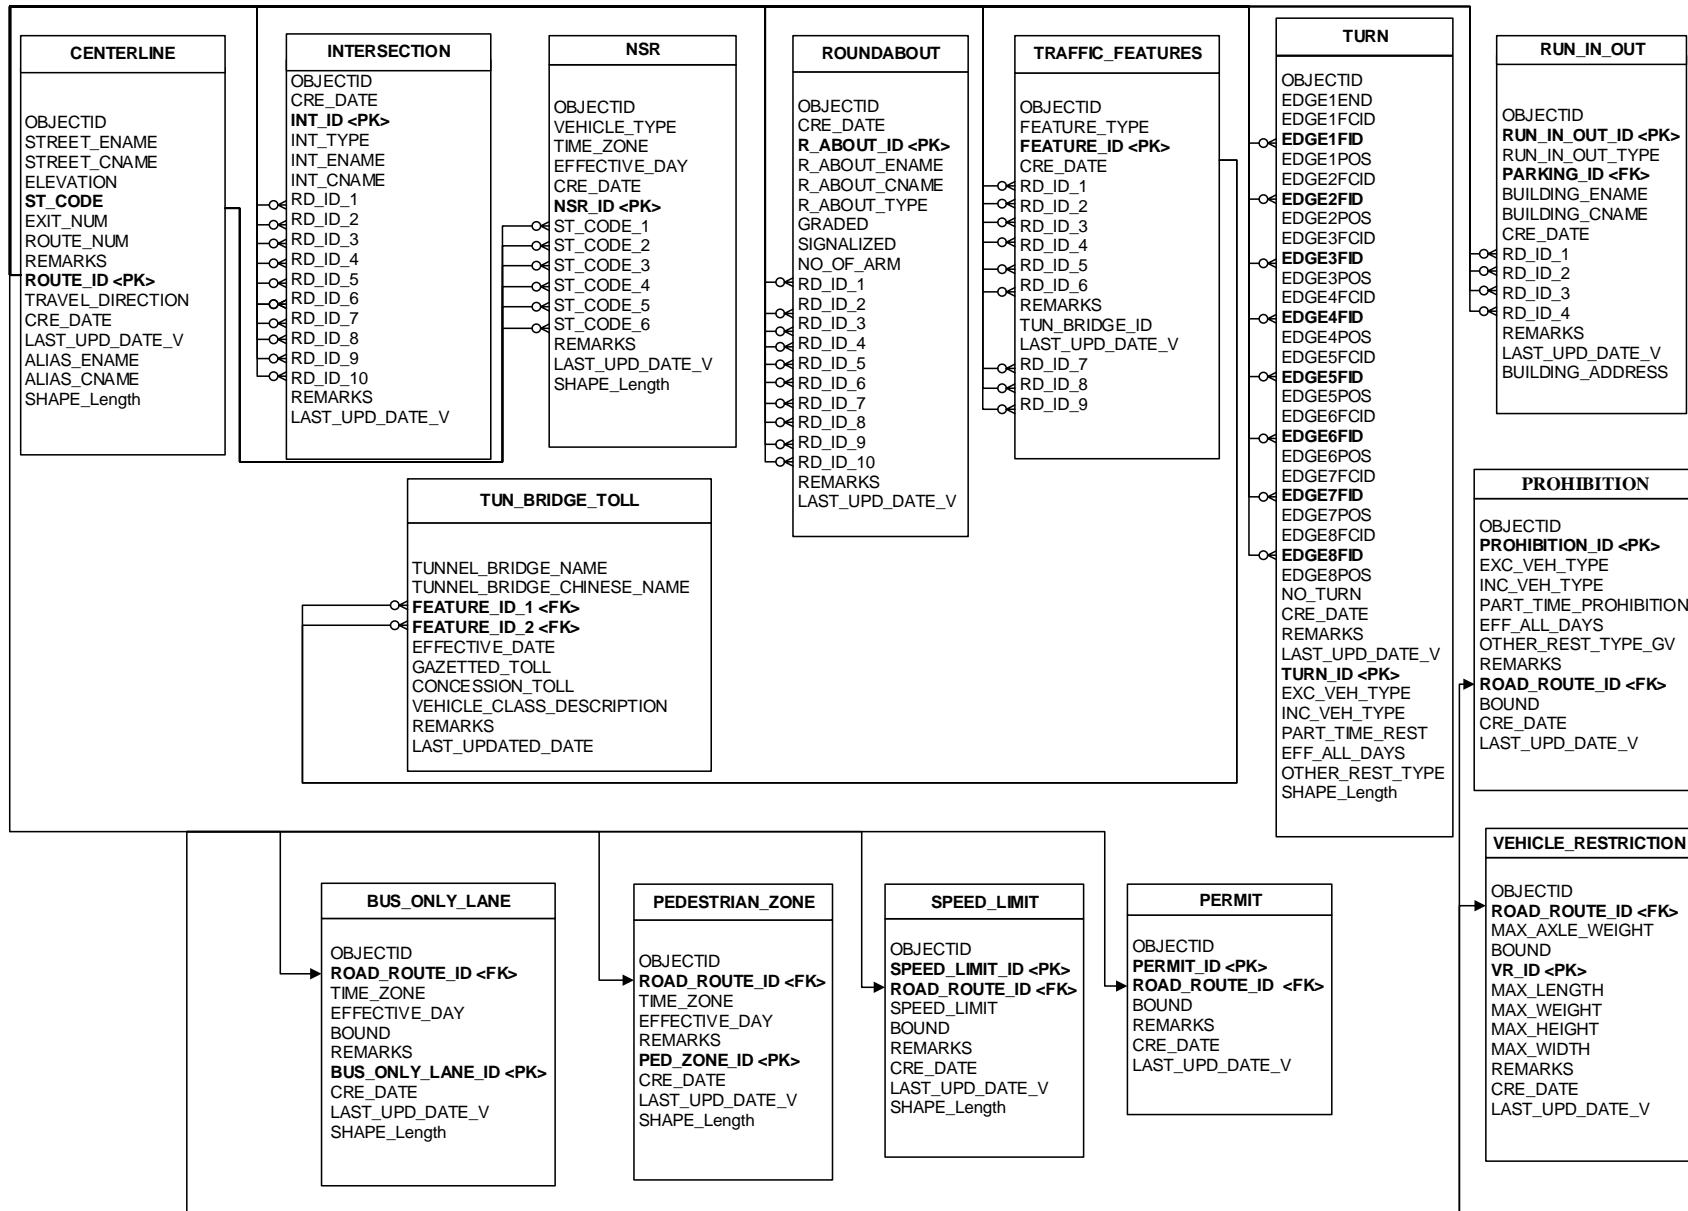 CENTERLINE
OBJECTID
STREET_ENAME
STREET_CNAME
ELEVATION
ST_CODE
EXIT_NUM
ROUTE_NUM
REMARKS
ROUTE_ID <PK>
TRAVEL_DIRECTION
CRE_DATE
LAST_UPD_DATE_V
ALIAS_ENAME
ALIAS_CNAME
SHAPE_Length
INTERSECTION
OBJECTID
CRE_DATE
INT_ID <PK>
INT_TYPE
INT_ENAME
INT_CNAME
RD_ID_1
RD_ID_2
RD_ID_3
RD_ID_4
RD_ID_5
RD_ID_6
RD_ID_7
RD_ID_8
RD_ID_9
RD_ID_10
REMARKS
LAST_UPD_DATE_V
NSR
OBJECTID
VEHICLE_TYPE
TIME_ZONE
EFFECTIVE_DAY
CRE_DATE
NSR_ID <PK>
ST_CODE_1
ST_CODE_2
ST_CODE_3
ST_CODE_4
ST_CODE_5
ST_CODE_6
REMARKS
LAST_UPD_DATE_V
SHAPE_Length
ROUNDABOUT
OBJECTID
CRE_DATE
R_ABOUT_ID <PK>
R_ABOUT_ENAME
R_ABOUT_CNAME
R_ABOUT_TYPE
GRADED
SIGNALIZED
NO_OF_ARM
RD_ID_1
RD_ID_2
RD_ID_3
RD_ID_4
RD_ID_5
RD_ID_6
RD_ID_7
RD_ID_8
RD_ID_9
RD_ID_10
REMARKS
LAST_UPD_DATE_V
TRAFFIC_FEATURES
OBJECTID
FEATURE_TYPE
FEATURE_ID <PK>
CRE_DATE
RD_ID_1
RD_ID_2
RD_ID_3
RD_ID_4
RD_ID_5
RD_ID_6
REMARKS
TUN_BRIDGE_ID
LAST_UPD_DATE_V
RD_ID_7
RD_ID_8
RD_ID_9
TURN
OBJECTID
EDGE1END
EDGE1FCID
EDGE1FID
EDGE1POS
EDGE2FCID
EDGE2FID
EDGE2POS
EDGE3FCID
EDGE3FID
EDGE3POS
EDGE4FCID
EDGE4FID
EDGE4POS
EDGE5FCID
EDGE5FID
EDGE5POS
EDGE6FCID
EDGE6FID
EDGE6POS
EDGE7FCID
EDGE7FID
EDGE7POS
EDGE8FCID
EDGE8FID
EDGE8POS
NO_TURN
CRE_DATE
REMARKS
LAST_UPD_DATE_V
TURN_ID <PK>
EXC_VEH_TYPE
INC_VEH_TYPE
PART_TIME_REST
EFF_ALL_DAYS
OTHER_REST_TYPE
SHAPE_Length
RUN_IN_OUT
OBJECTID
RUN_IN_OUT_ID <PK>
RUN_IN_OUT_TYPE
PARKING_ID <FK>
BUILDING_ENAME
BUILDING_CNAME
CRE_DATE
RD_ID_1
RD_ID_2
RD_ID_3
RD_ID_4
REMARKS
LAST_UPD_DATE_V
BUILDING_ADDRESS
TUN_BRIDGE_TOLL
TUNNEL_BRIDGE_NAME
TUNNEL_BRIDGE_CHINESE_NAME
FEATURE_ID_1 <FK>
FEATURE_ID_2 <FK>
EFFECTIVE_DATE
GAZETTED_TOLL
CONCESSION_TOLL
VEHICLE_CLASS_DESCRIPTION
REMARKS
LAST_UPDATED_DATE
PROHIBITION
OBJECTID
PROHIBITION_ID <PK>
EXC_VEH_TYPE
INC_VEH_TYPE
PART_TIME_PROHIBITION
EFF_ALL_DAYS
OTHER_REST_TYPE_GV
REMARKS
ROAD_ROUTE_ID <FK>
BOUND
CRE_DATE
LAST_UPD_DATE_V
BUS_ONLY_LANE
OBJECTID
ROAD_ROUTE_ID <FK>
TIME_ZONE
EFFECTIVE_DAY
BOUND
REMARKS
BUS_ONLY_LANE_ID <PK>
CRE_DATE
LAST_UPD_DATE_V
SHAPE_Length
PEDESTRIAN_ZONE
OBJECTID
ROAD_ROUTE_ID <FK>
TIME_ZONE
EFFECTIVE_DAY
REMARKS
PED_ZONE_ID <PK>
CRE_DATE
LAST_UPD_DATE_V
SHAPE_Length
SPEED_LIMIT
OBJECTID
SPEED_LIMIT_ID <PK>
ROAD_ROUTE_ID <FK>
SPEED_LIMIT
BOUND
REMARKS
CRE_DATE
LAST_UPD_DATE_V
SHAPE_Length
PERMIT
OBJECTID
PERMIT_ID <PK>
ROAD_ROUTE_ID <FK>
BOUND
REMARKS
CRE_DATE
LAST_UPD_DATE_V
VEHICLE_RESTRICTION
OBJECTID
ROAD_ROUTE_ID <FK>
MAX_AXLE_WEIGHT
BOUND
VR_ID <PK>
MAX_LENGTH
MAX_WEIGHT
MAX_HEIGHT
MAX_WIDTH
REMARKS
CRE_DATE
LAST_UPD_DATE_V